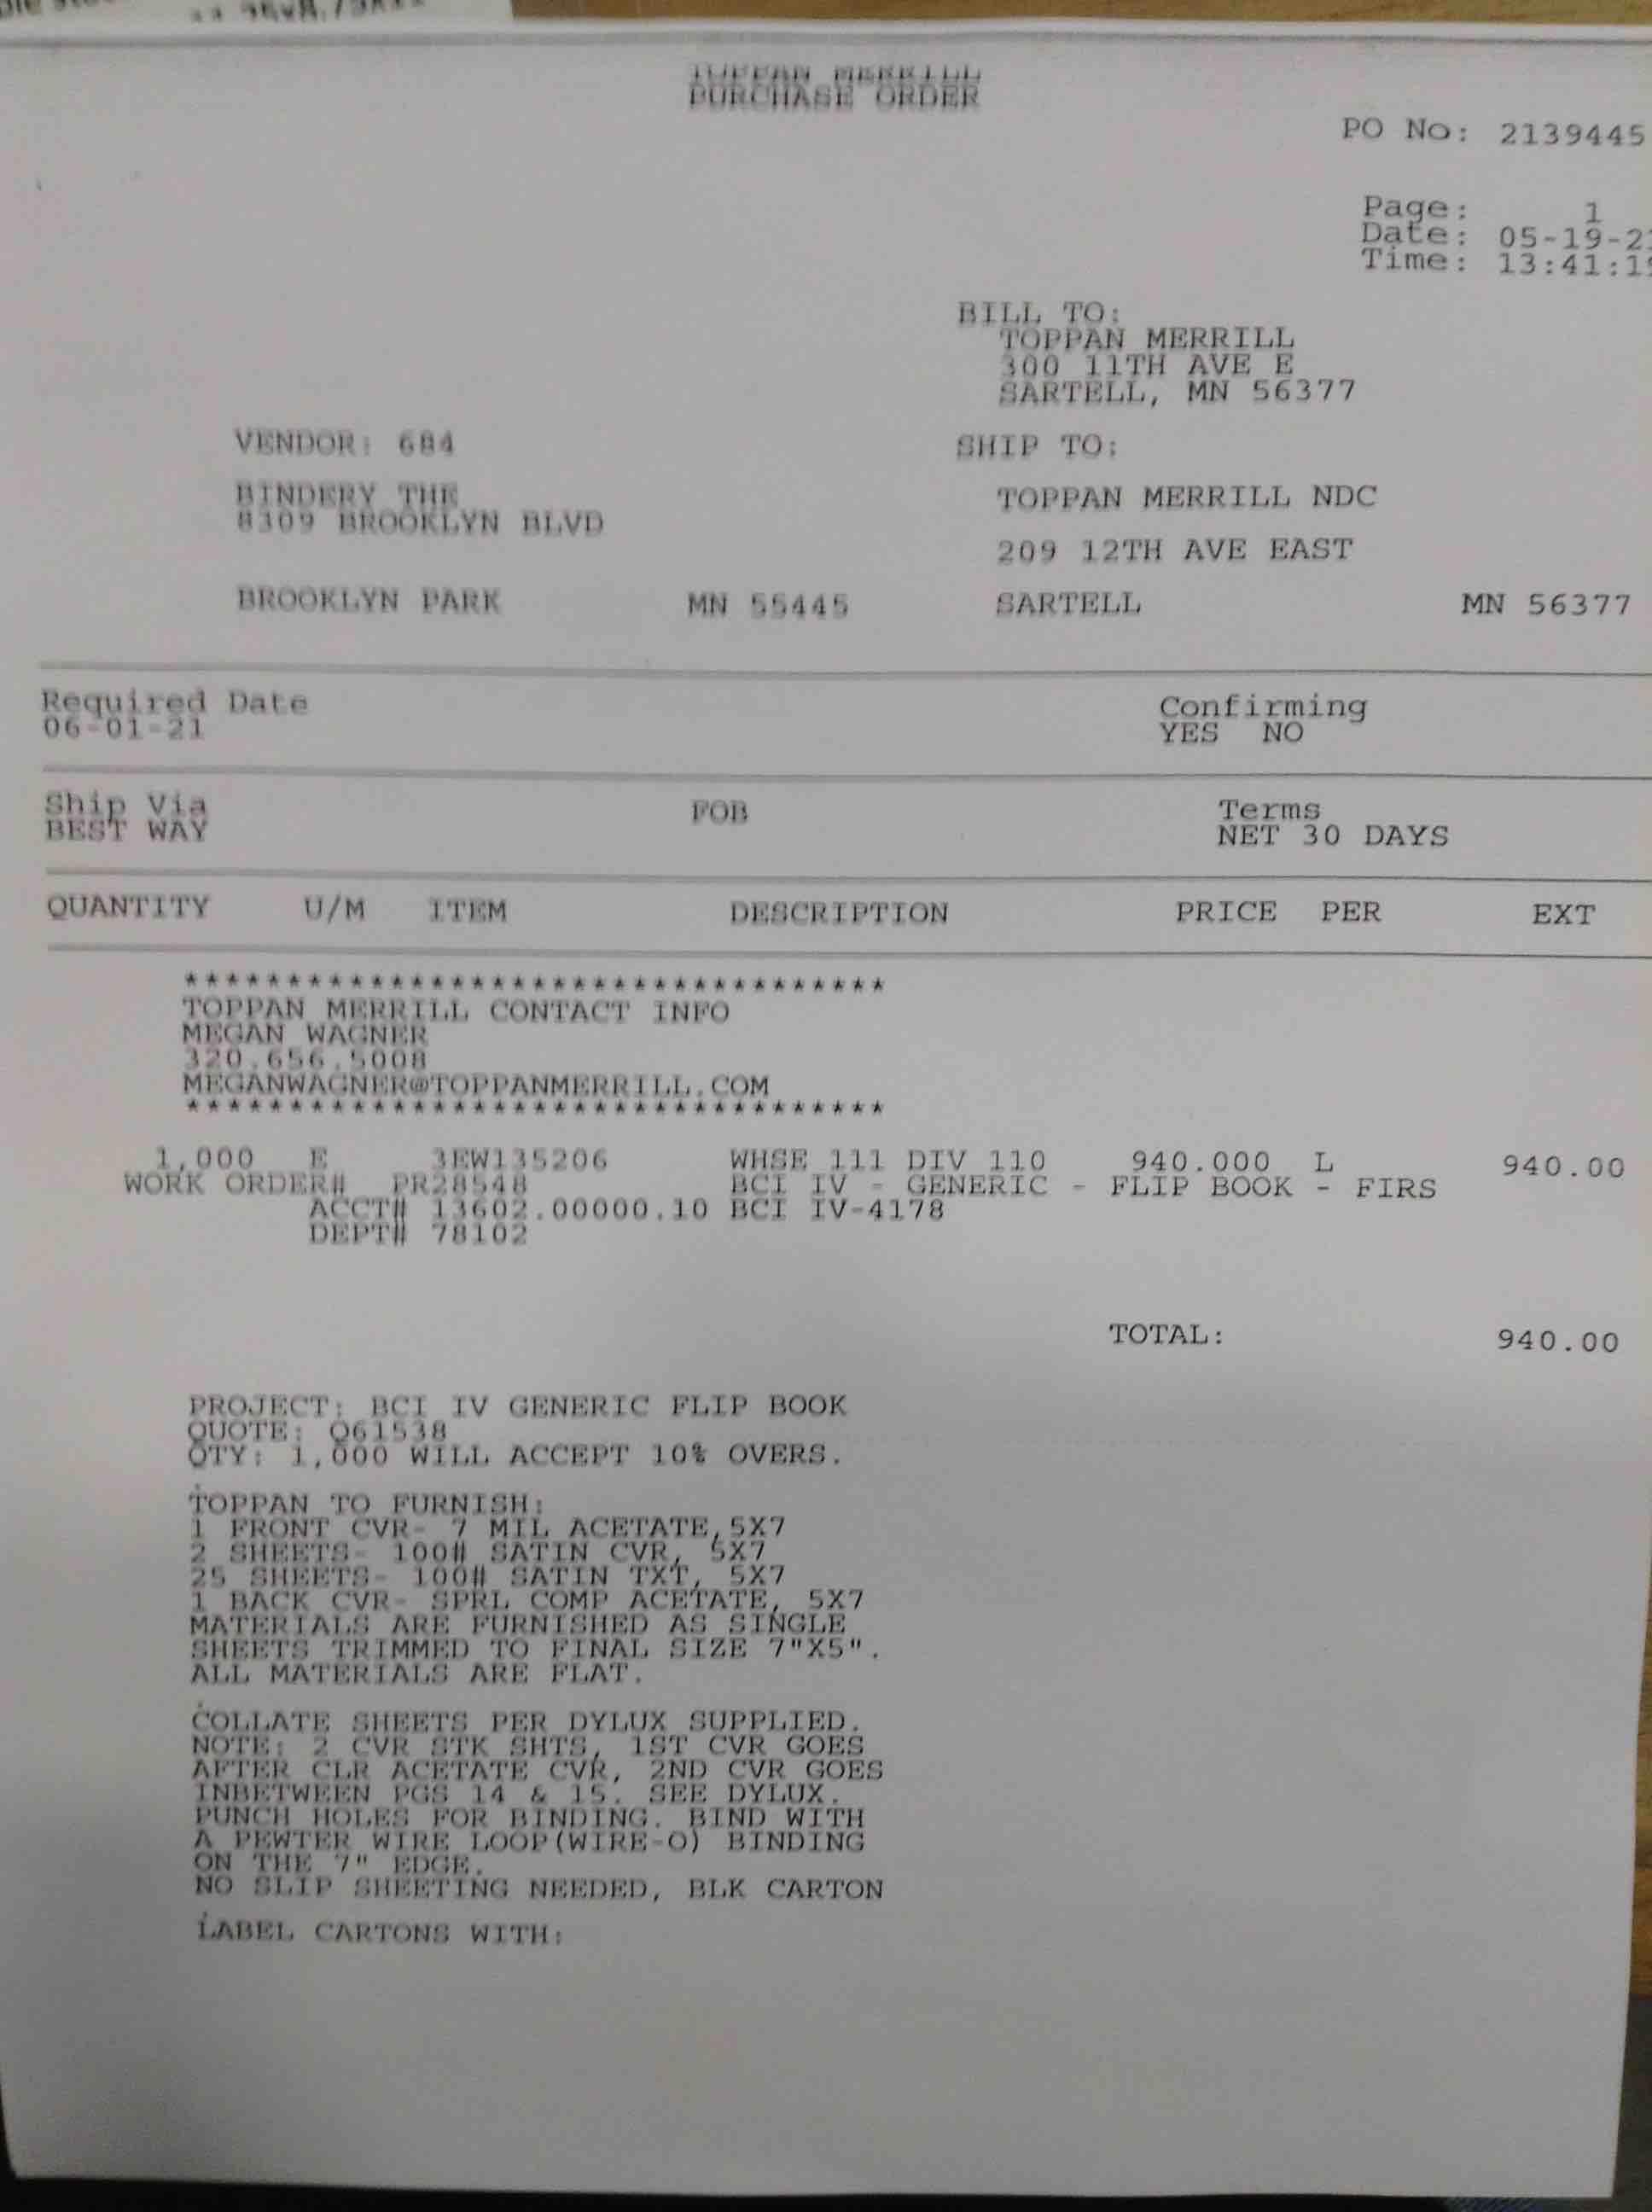 TOPPAN MERRILL
PURCHASE ORDER
PO No: 2139445
Page: 1
Date: 05-19-2
Time: 13:41:1
BILL TO:
TOPPAN MERRILL
300 11TH AVE E
SARTELL, MN 56377
VENDOR: 684 SHIP TO:
BINDERY THE TOPPAN MERRILL NDC
8309 BROOKLYN BLVD
209 12TH AVE EAST
BROOKLYN PARK MN 55445 SARTELL MN 56377
Required Date Confirming
06-01-21 YES NO
Ship Via FOB Terms
BEST WAY NET 30 DAYS
QUANTITY U/M ITEM DESCRIPTION PRICE PER EXT
***********************************
TOPPAN MERRILL CONTACT INFO
MEGAN WAGNER
320.656.5008
MEGANWAGNER@TOPPANMERRILL.COM
***********************************
1,000 E 3EW135206 WHSE 111 DIV 110 940.000 L 940.00
WORK ORDER# PR28548 BCI IV - GENERIC - FLIP BOOK - FIRS
ACCT# 13602.00000.10 BCI IV-4178
DEPT# 78102
TOTAL: 940.00
PROJECT: BCI IV GENERIC FLIP BOOK
QUOTE: Q61538
QTY: 1,000 WILL ACCEPT 10% OVERS.
.
TOPPAN TO FURNISH:
1 FRONT CVR- 7 MIL ACETATE,5X7
2 SHEETS- 100# SATIN CVR, 5X7
25 SHEETS- 100# SATIN TXT, 5X7
1 BACK CVR- SPRL COMP ACETATE, 5X7
MATERIALS ARE FURNISHED AS SINGLE
SHEETS TRIMMED TO FINAL SIZE 7"X5".
ALL MATERIALS ARE FLAT.
.
COLLATE SHEETS PER DYLUX SUPPLIED.
NOTE: 2 CVR STK SHTS, 1ST CVR GOES
AFTER CLR ACETATE CVR, 2ND CVR GOES
INBETWEEN PGS 14 & 15. SEE DYLUX.
PUNCH HOLES FOR BINDING. BIND WITH
A PEWTER WIRE LOOP(WIRE-O) BINDING
ON THE 7" EDGE.
NO SLIP SHEETING NEEDED, BLK CARTON
.
LABEL CARTONS WITH: